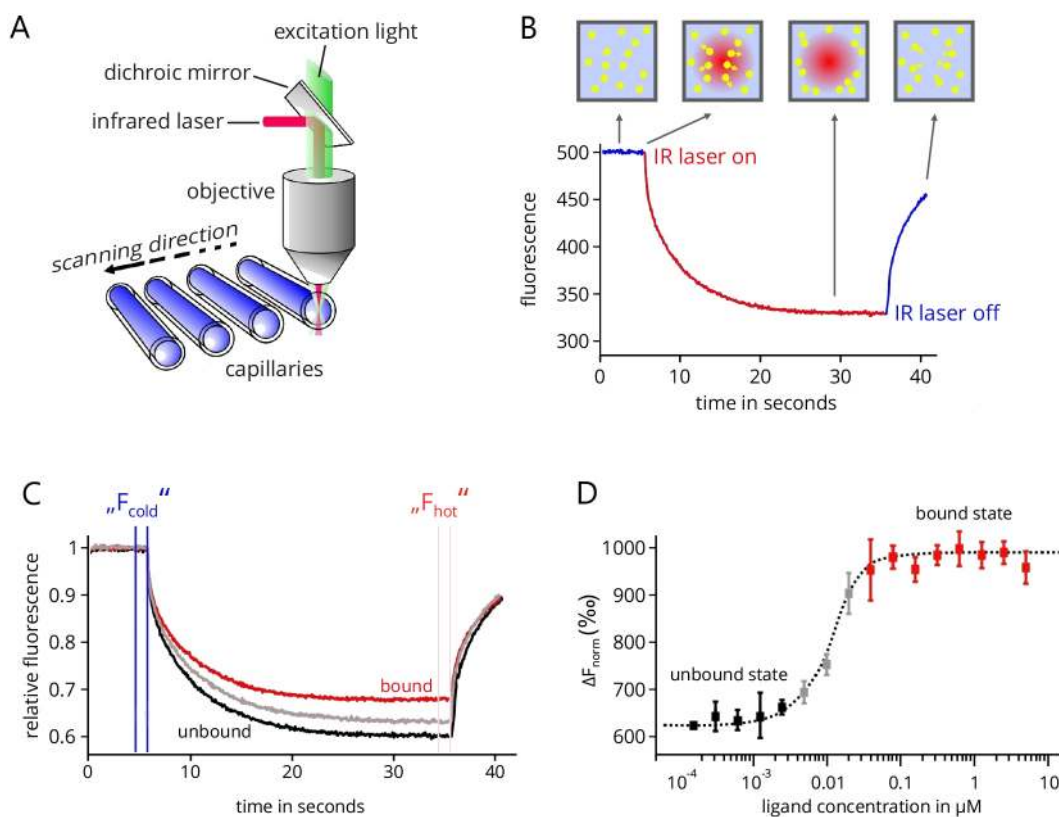 A
excitation light
dichroic mirror
infrared laser
objective
scanning direction
capillaries
B
500
450
400
350
300
fluorescence
IR laser on
IR laser off
0
10
20
30
40
time in seconds
C
„F cold“
„F hot“
1
0.9
0.8
0.7
0.6
relative fluorescence
bound
unbound
0
10
20
30
40
time in seconds
D
bound state
unbound state
1000
900
800
700
600
ΔFnorm (‰)
10⁻⁴
10⁻³
0.01
0.1
1
10
ligand concentration in µM